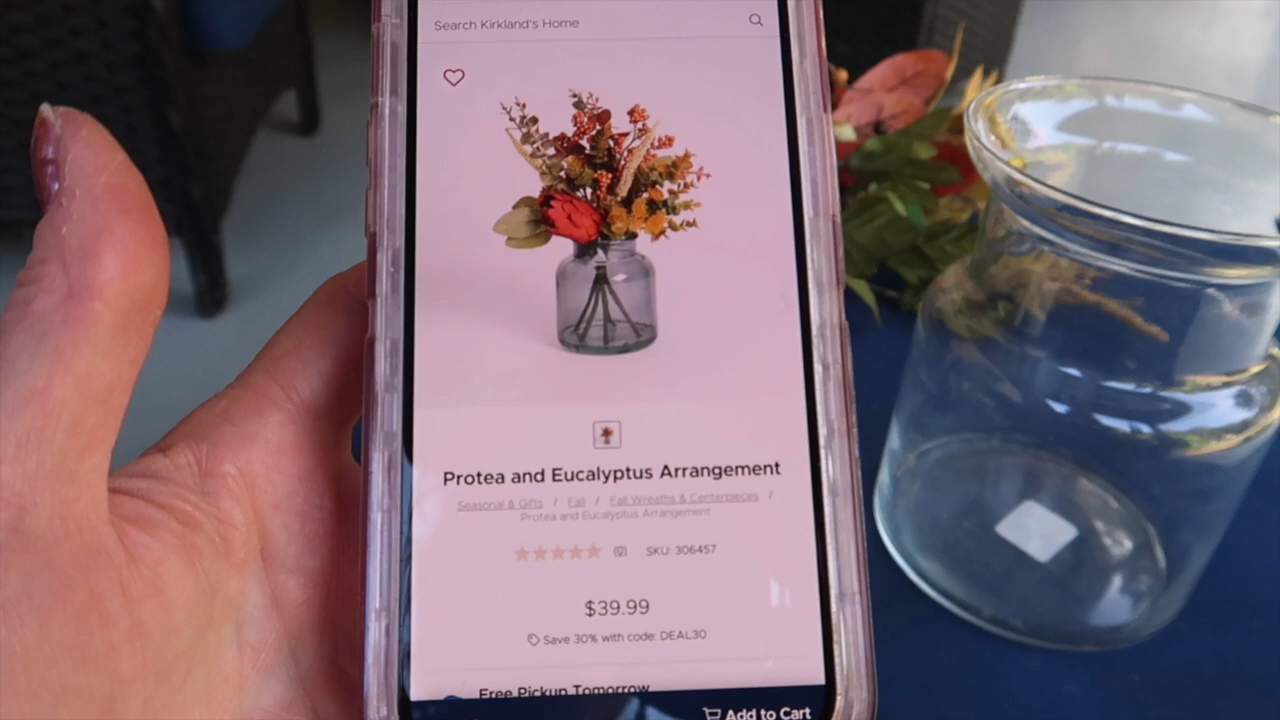 Search Kirkland's Home
Protea and Eucalyptus Arrangement
Seasonal & Gifts / Fall / Fall Wreaths & Centerpieces /
Protea and Eucalyptus Arrangement
(0) SKU: 306457
$39.99
Save 30% with code: DEAL30
Free Pickup Tomorrow
Add to Cart